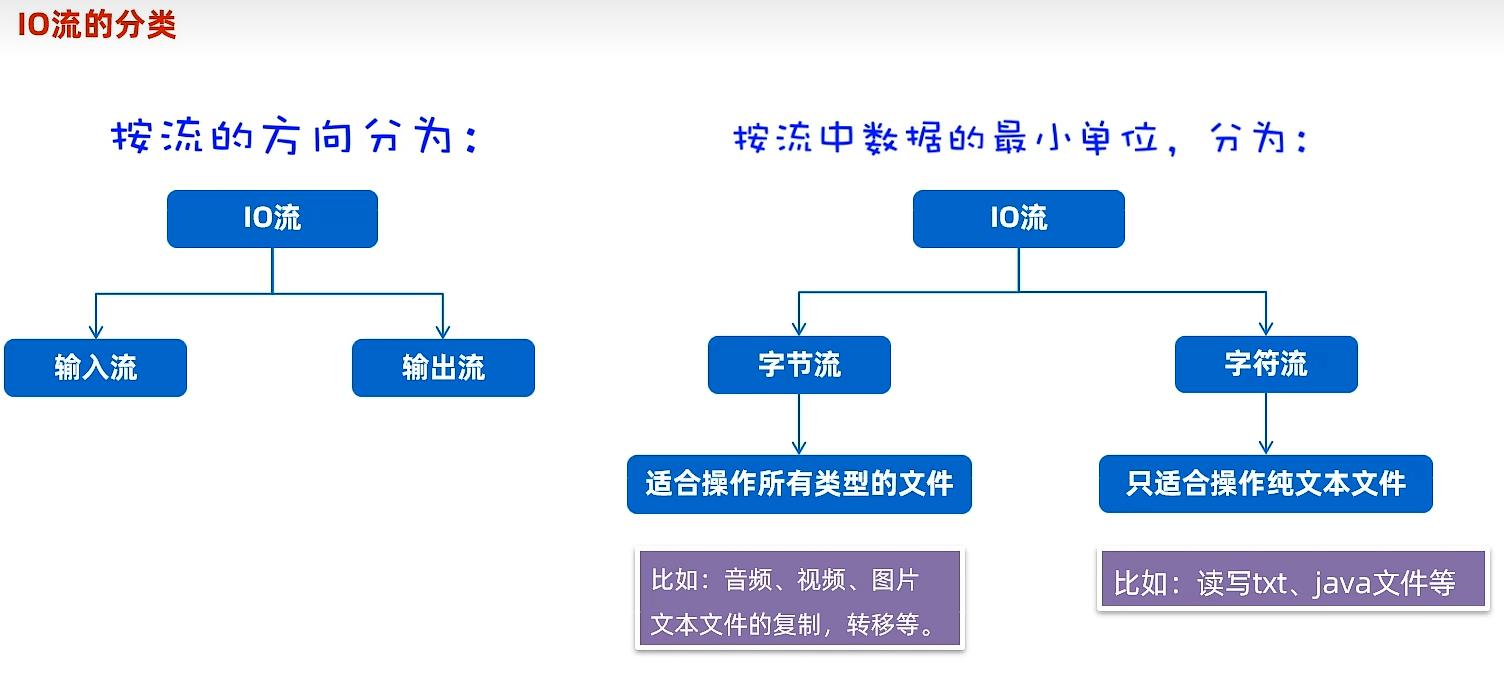 IO流的分类
按流的方向分为：
IO流
输入流
输出流
按流中数据的最小单位，分为：
IO流
字节流
字符流
适合操作所有类型的文件
只适合操作纯文本文件
比如：音频、视频、图片
文本文件的复制，转移等。
比如：读写txt、java文件等